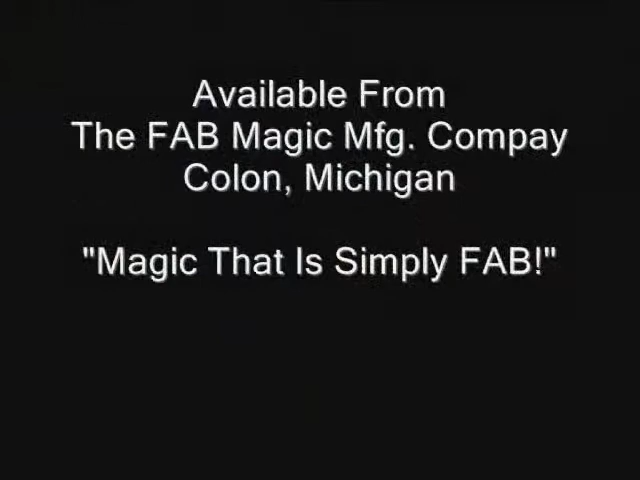 Available From
The FAB Magic Mfg. Compay
Colon, Michigan
"Magic That Is Simply FAB!"